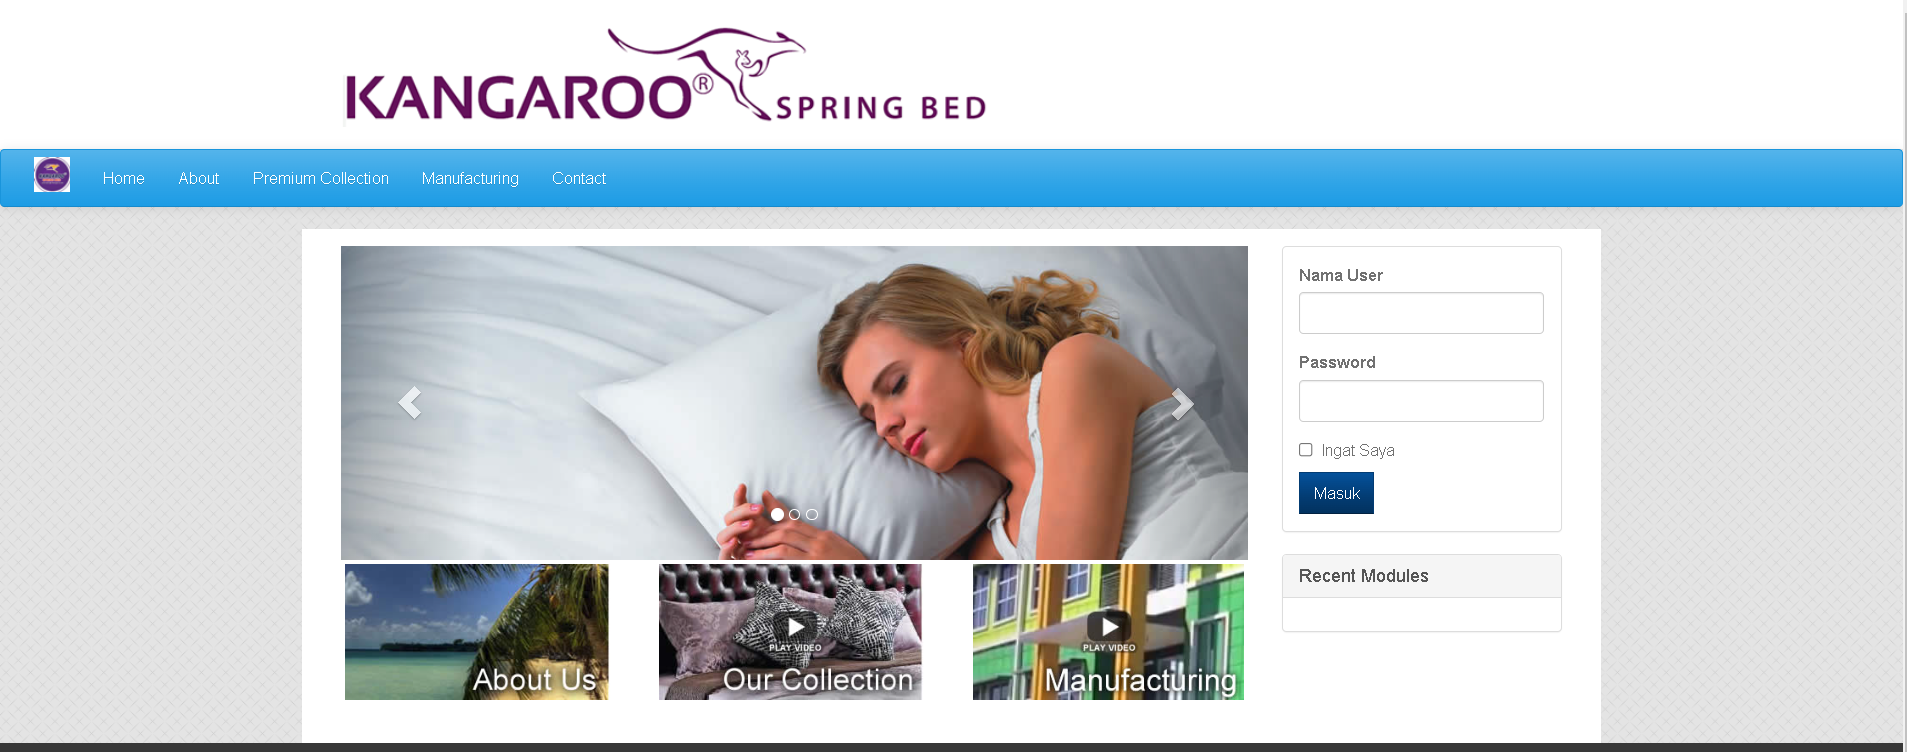 KANGAROO® SPRING BED
Home About Premium Collection Manufacturing Contact
Nama User
Password
Ingat Saya
Masuk
Recent Modules
About Us
PLAY VIDEO
Our Collection
PLAY VIDEO
Manufacturing